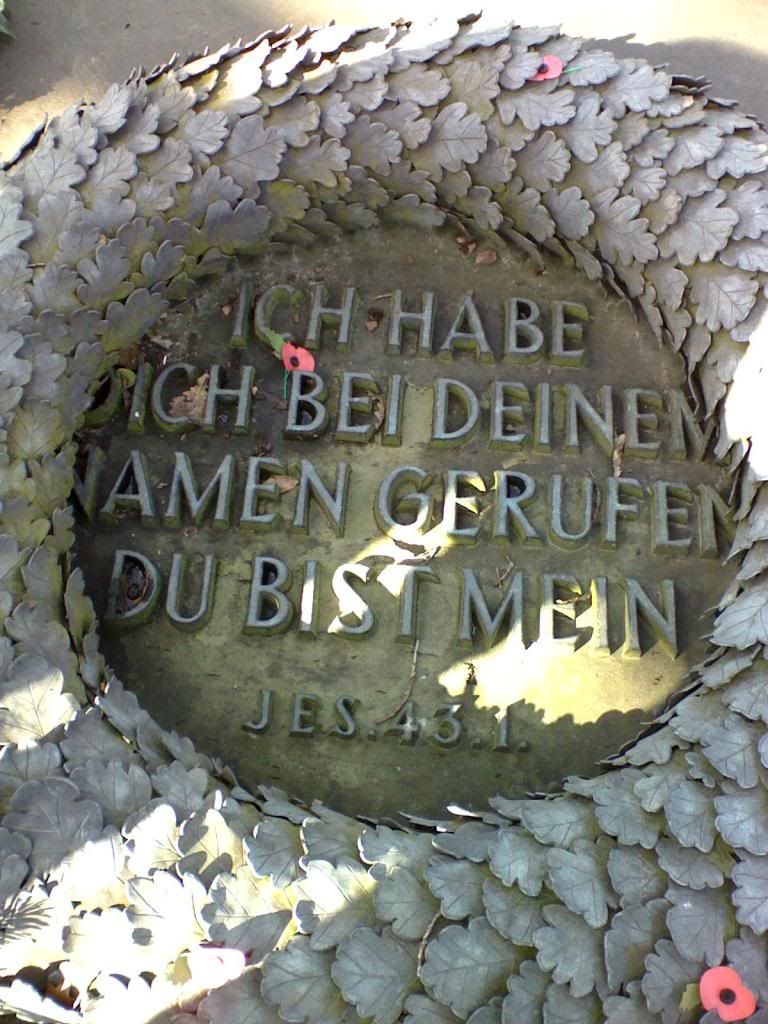 ICH HABE
DICH BEI DEINEM
NAMEN GERUFEN
DU BIST MEIN
JES. 43. 1.